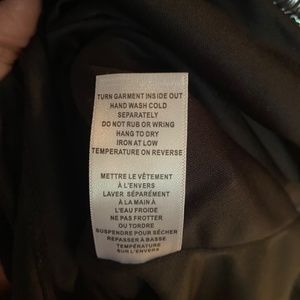 TURN GARMENT INSIDE OUT
HAND WASH COLD
SEPARATELY
DO NOT RUB OR WRING
HANG TO DRY
IRON AT LOW
TEMPERATURE ON REVERSE
METTRE LE VÊTEMENT
À L'ENVERS
LAVER SÉPARÉMENT
À LA MAIN À
L'EAU FROIDE
NE PAS FROTTER
OU TORDRE
SUSPENDRE POUR SÉCHER
REPASSER À BASSE
TEMPÉRATURE
SUR L'ENVERS